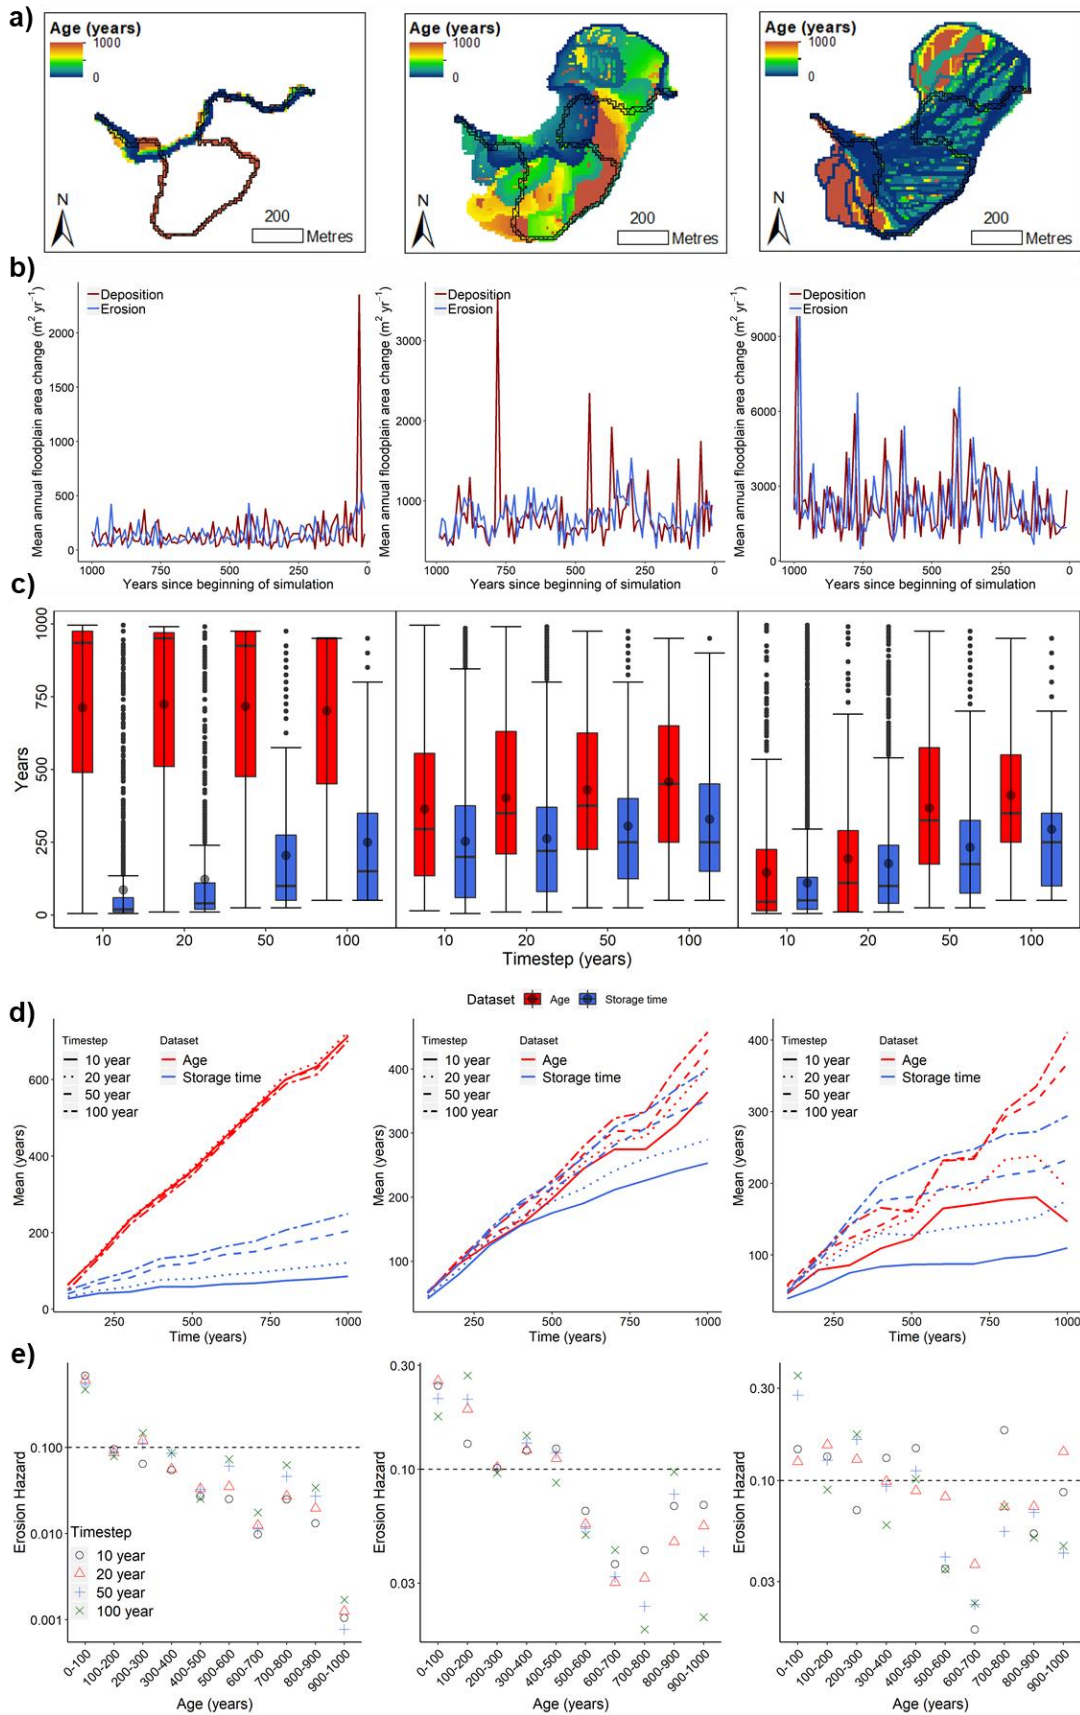 a)
Age (years)
1000
0
N
200
Metres
Age (years)
1000
0
N
200
Metres
Age (years)
1000
0
N
200
Metres
b)
Mean annual floodplain area change (m² yr⁻¹)
Deposition
Erosion
2000
1500
1000
500
0
1000 750 500 250 0
Years since beginning of simulation
Mean annual floodplain area change (m² yr⁻¹)
Deposition
Erosion
3000
2000
1000
1000 750 500 250 0
Years since beginning of simulation
Mean annual floodplain area change (m² yr⁻¹)
Deposition
Erosion
9000
6000
3000
0
1000 750 500 250 0
Years since beginning of simulation
c)
Years
1000
750
500
250
0
10 20 50 100 10 20 50 100 10 20 50 100
Timestep (years)
Dataset Age Storage time
d)
Mean (years)
Timestep Dataset
10 year Age
20 year Storage time
50 year
100 year
600
400
200
0
250 500 750 1000
Time (years)
Mean (years)
Timestep Dataset
10 year Age
20 year Storage time
50 year
100 year
400
300
200
100
250 500 750 1000
Time (years)
Mean (years)
Timestep Dataset
10 year Age
20 year Storage time
50 year
100 year
400
300
200
100
250 500 750 1000
Time (years)
e)
Erosion Hazard
0.100
0.010
0.001
Timestep
10 year
20 year
50 year
100 year
0-100 100-200 200-300 300-400 400-500 500-600 600-700 700-800 800-900 900-1000
Age (years)
Erosion Hazard
0.30
0.10
0.03
0-100 100-200 200-300 300-400 400-500 500-600 600-700 700-800 800-900 900-1000
Age (years)
Erosion Hazard
0.30
0.10
0.03
0-100 100-200 200-300 300-400 400-500 500-600 600-700 700-800 800-900 900-1000
Age (years)